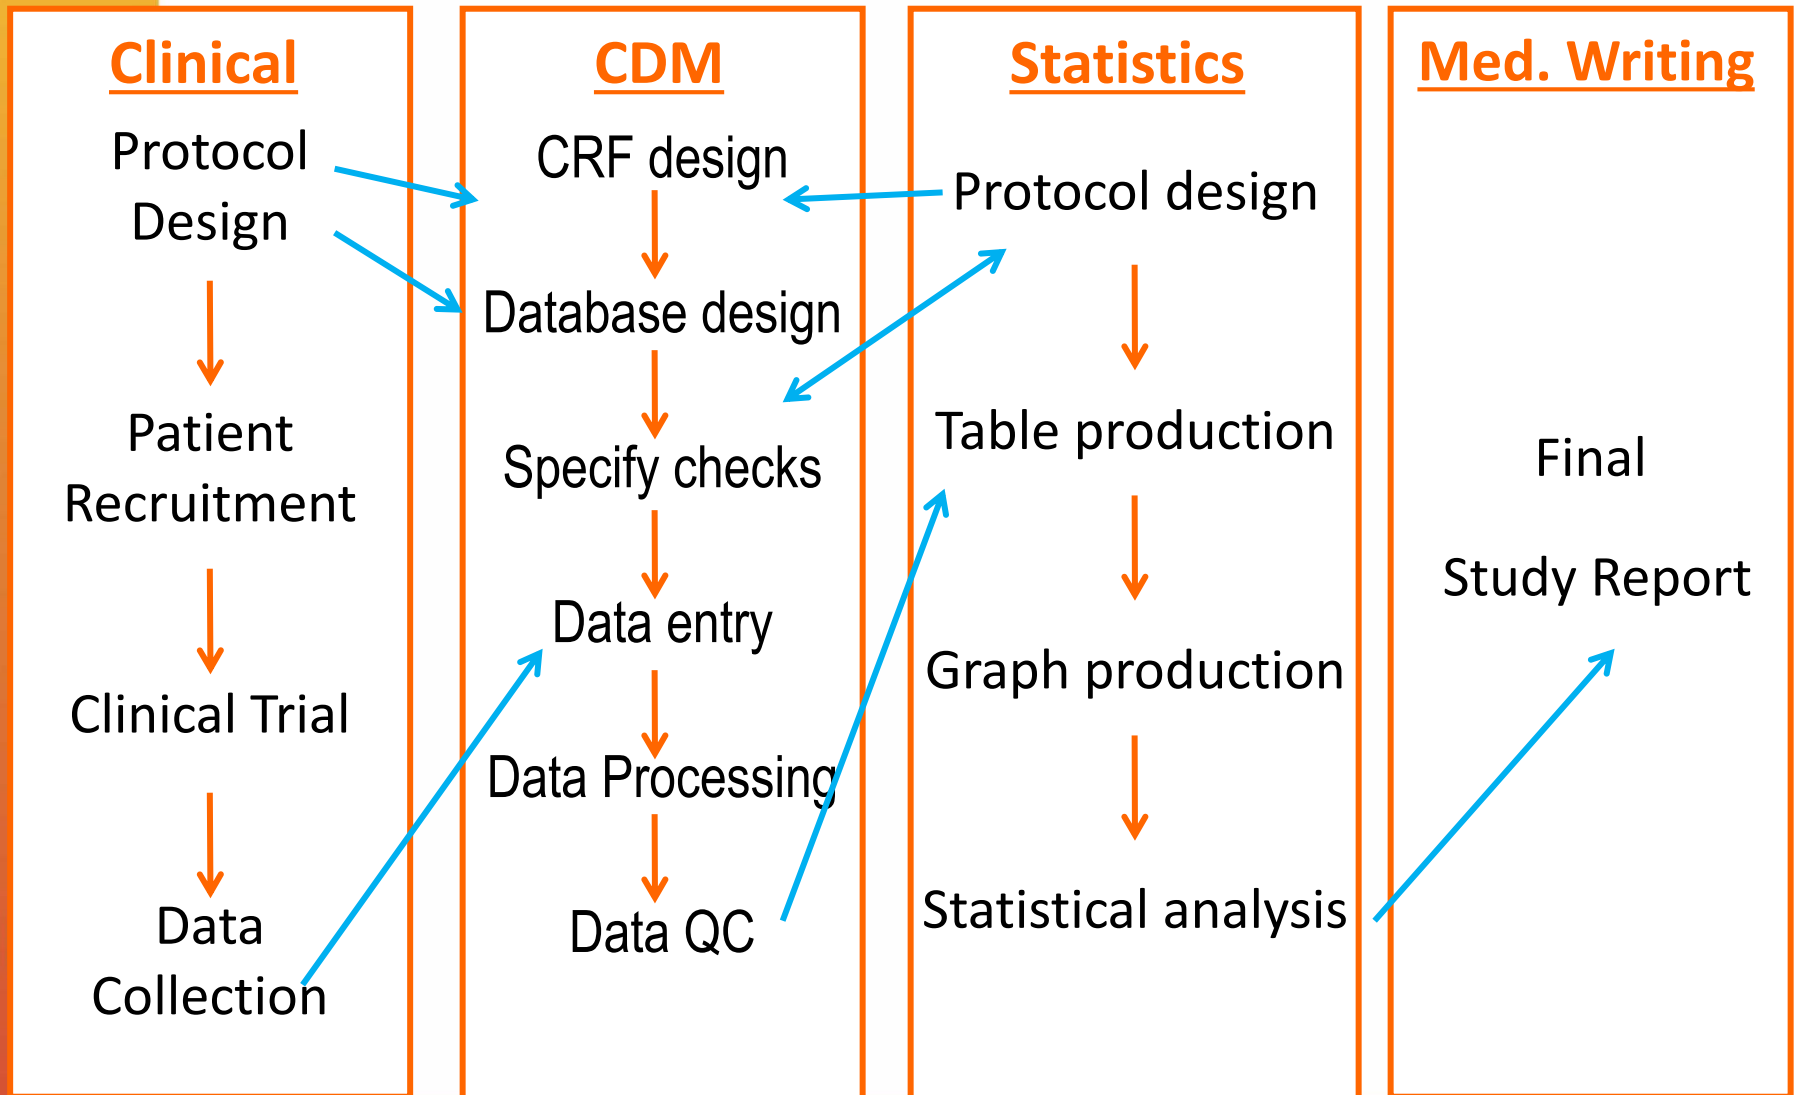 Clinical
Protocol
Design
Patient
Recruitment
Clinical Trial
Data
Collection
CDM
CRF design
Database design
Specify checks
Data entry
Data Processing
Data QC
Statistics
Protocol design
Table production
Graph production
Statistical analysis
Med. Writing
Final
Study Report